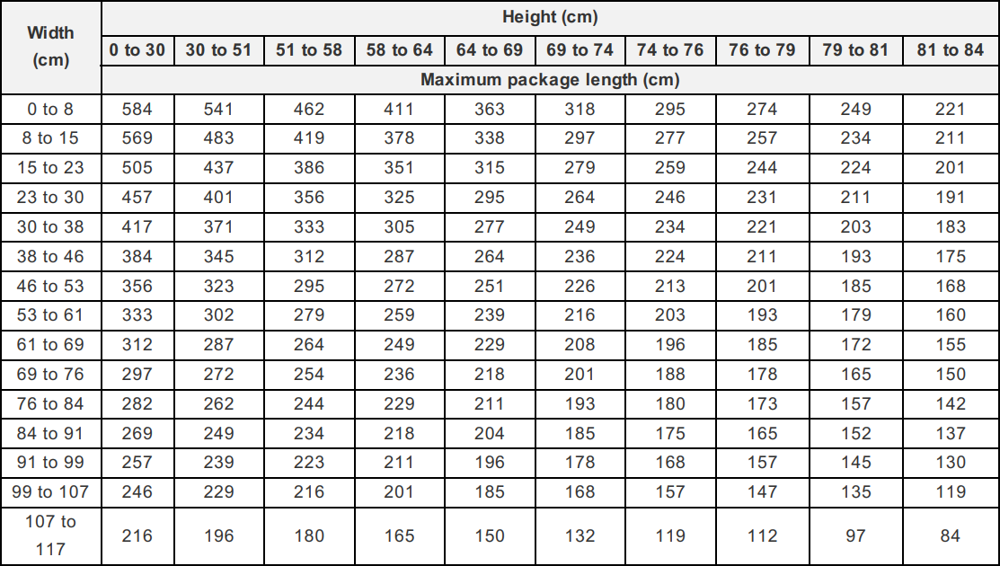 Height (cm)
Width
(cm)
0 to 30 30 to 51 51 to 58 58 to 64 64 to 69 69 to 74 74 to 76 76 to 79 79 to 81 81 to 84
Maximum package length (cm)
0 to 8 584 541 462 411 363 318 295 274 249 221
8 to 15 569 483 419 378 338 297 277 257 234 211
15 to 23 505 437 386 351 315 279 259 244 224 201
23 to 30 457 401 356 325 295 264 246 231 211 191
30 to 38 417 371 333 305 277 249 234 221 203 183
38 to 46 384 345 312 287 264 236 224 211 193 175
46 to 53 356 323 295 272 251 226 213 201 185 168
53 to 61 333 302 279 259 239 216 203 193 179 160
61 to 69 312 287 264 249 229 208 196 185 172 155
69 to 76 297 272 254 236 218 201 188 178 165 150
76 to 84 282 262 244 229 211 193 180 173 157 142
84 to 91 269 249 234 218 204 185 175 165 152 137
91 to 99 257 239 223 211 196 178 168 157 145 130
99 to 107 246 229 216 201 185 168 157 147 135 119
107 to
117 216 196 180 165 150 132 119 112 97 84